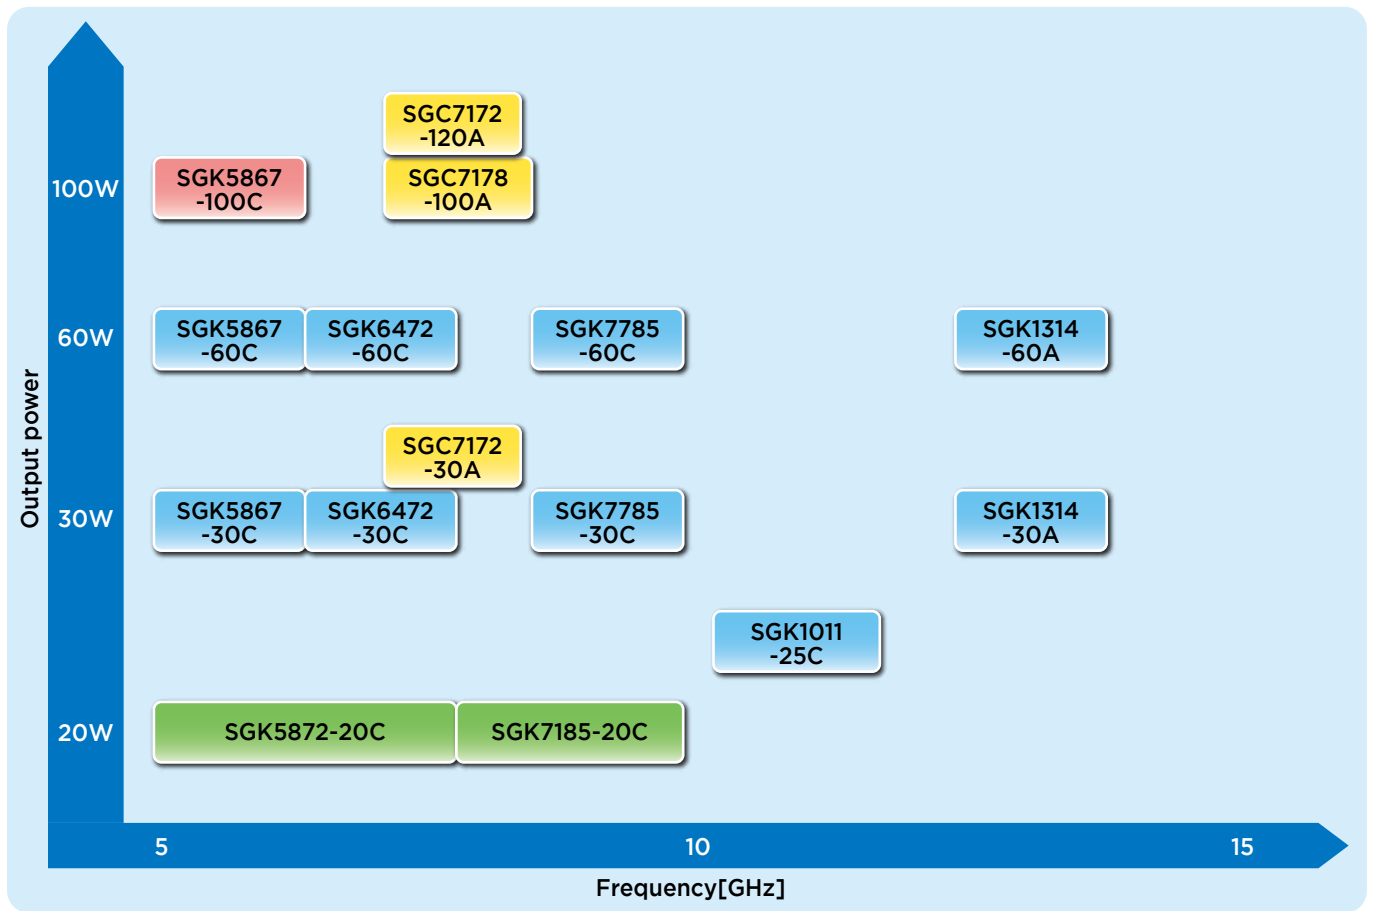 SGC7172
-120A
100W
SGK5867
-100C
SGC7178
-100A
60W
SGK5867
-60C
SGK6472
-60C
SGK7785
-60C
SGK1314
-60A
Output power
SGC7172
-30A
30W
SGK5867
-30C
SGK6472
-30C
SGK7785
-30C
SGK1314
-30A
SGK1011
-25C
20W
SGK5872-20C
SGK7185-20C
5
10
15
Frequency[GHz]